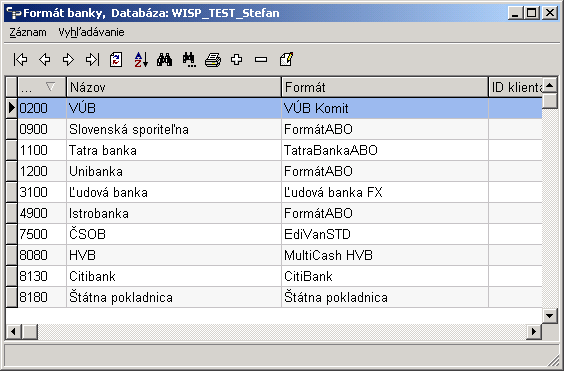 Formát banky, Databáza: WISP_TEST_Stefan
Záznam Vyhľadávanie
... Názov Formát ID klienta
0200 VÚB VÚB Komit
0900 Slovenská sporiteľna FormátABO
1100 Tatra banka TatraBankaABO
1200 Unibanka FormátABO
3100 Ľudová banka Ľudová banka FX
4900 Istrobanka FormátABO
7500 ČSOB EdiVanSTD
8080 HVB MultiCash HVB
8130 Citibank CitiBank
8180 Štátna pokladnica Štátna pokladnica